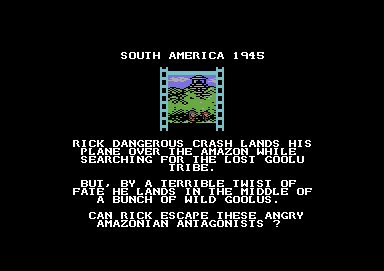 SOUTH AMERICA 1945
RICK DANGEROUS CRASH LANDS HIS
PLANE OVER THE AMAZON WHILE
SEARCHING FOR THE LOST GOOLU
TRIBE.
BUT, BY A TERRIBLE TWIST OF
FATE HE LANDS IN THE MIDDLE OF
A BUNCH OF WILD GOOLUS.
CAN RICK ESCAPE THESE ANGRY
AMAZONIAN ANTAGONISTS ?